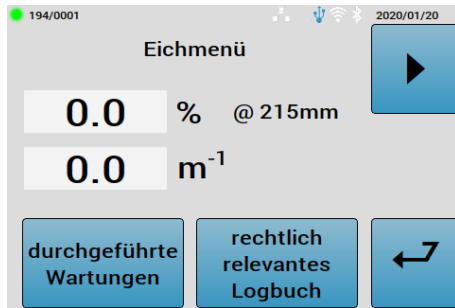 194/0001 2020/01/20
Eichmenü
0.0 % @ 215mm
0.0 m⁻¹
durchgeführte
Wartungen
rechtlich
relevantes
Logbuch